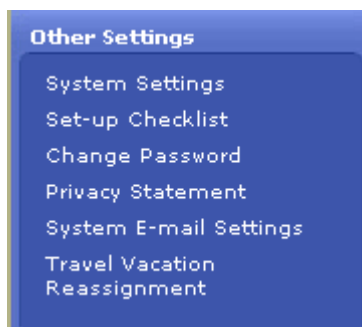 Other Settings
System Settings
Set-up Checklist
Change Password
Privacy Statement
System E-mail Settings
Travel Vacation
Reassignment